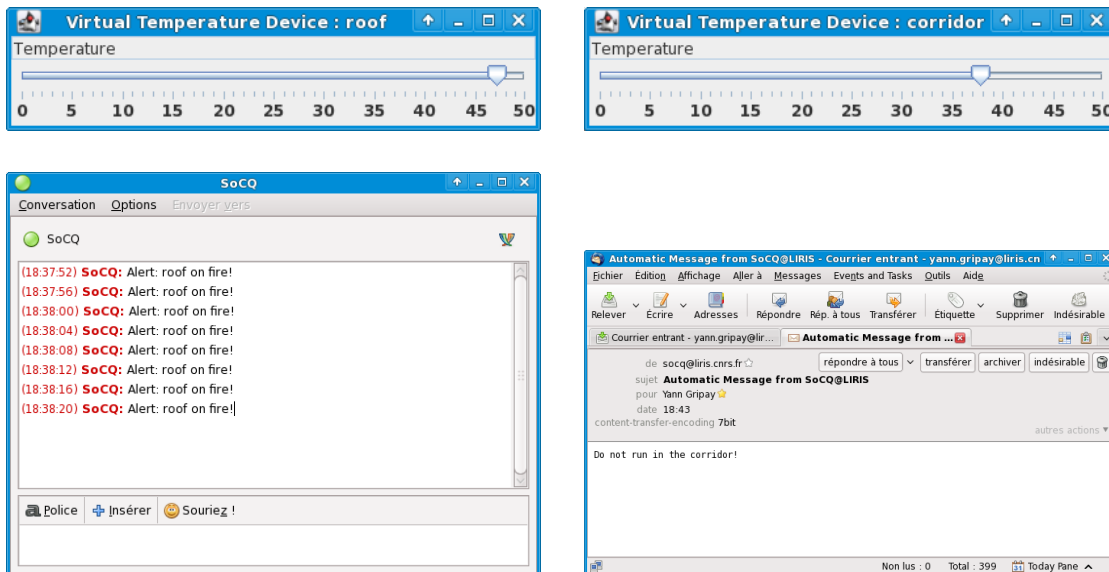 Virtual Temperature Device : roof
Temperature
0 5 10 15 20 25 30 35 40 45 50
Virtual Temperature Device : corridor
Temperature
0 5 10 15 20 25 30 35 40 45 50
SoCQ
Conversation Options Envoyer vers
SoCQ
(18:37:52) SoCQ: Alert: roof on fire!
(18:37:56) SoCQ: Alert: roof on fire!
(18:38:00) SoCQ: Alert: roof on fire!
(18:38:04) SoCQ: Alert: roof on fire!
(18:38:08) SoCQ: Alert: roof on fire!
(18:38:12) SoCQ: Alert: roof on fire!
(18:38:16) SoCQ: Alert: roof on fire!
(18:38:20) SoCQ: Alert: roof on fire!
a Police Insérer Souriez !
Automatic Message from SoCQ@LIRIS - Courrier entrant - yann.gripay@liris.cn
Fichier Édition Affichage Aller à Messages Events and Tasks Outils Aide
Relever Écrire Adresses Répondre Rép. à tous Transférer Étiquette Supprimer Indésirable
Courrier entrant - yann.gripay@lir... Automatic Message from ...
de socq@liris.cnrs.fr répondre à tous transférer archiver indésirable
sujet Automatic Message from SoCQ@LIRIS
pour Yann Gripay
date 18:43
content-transfer-encoding 7bit
autres actions
Do not run in the corridor!
Non lus : 0 Total : 399 31 Today Pane